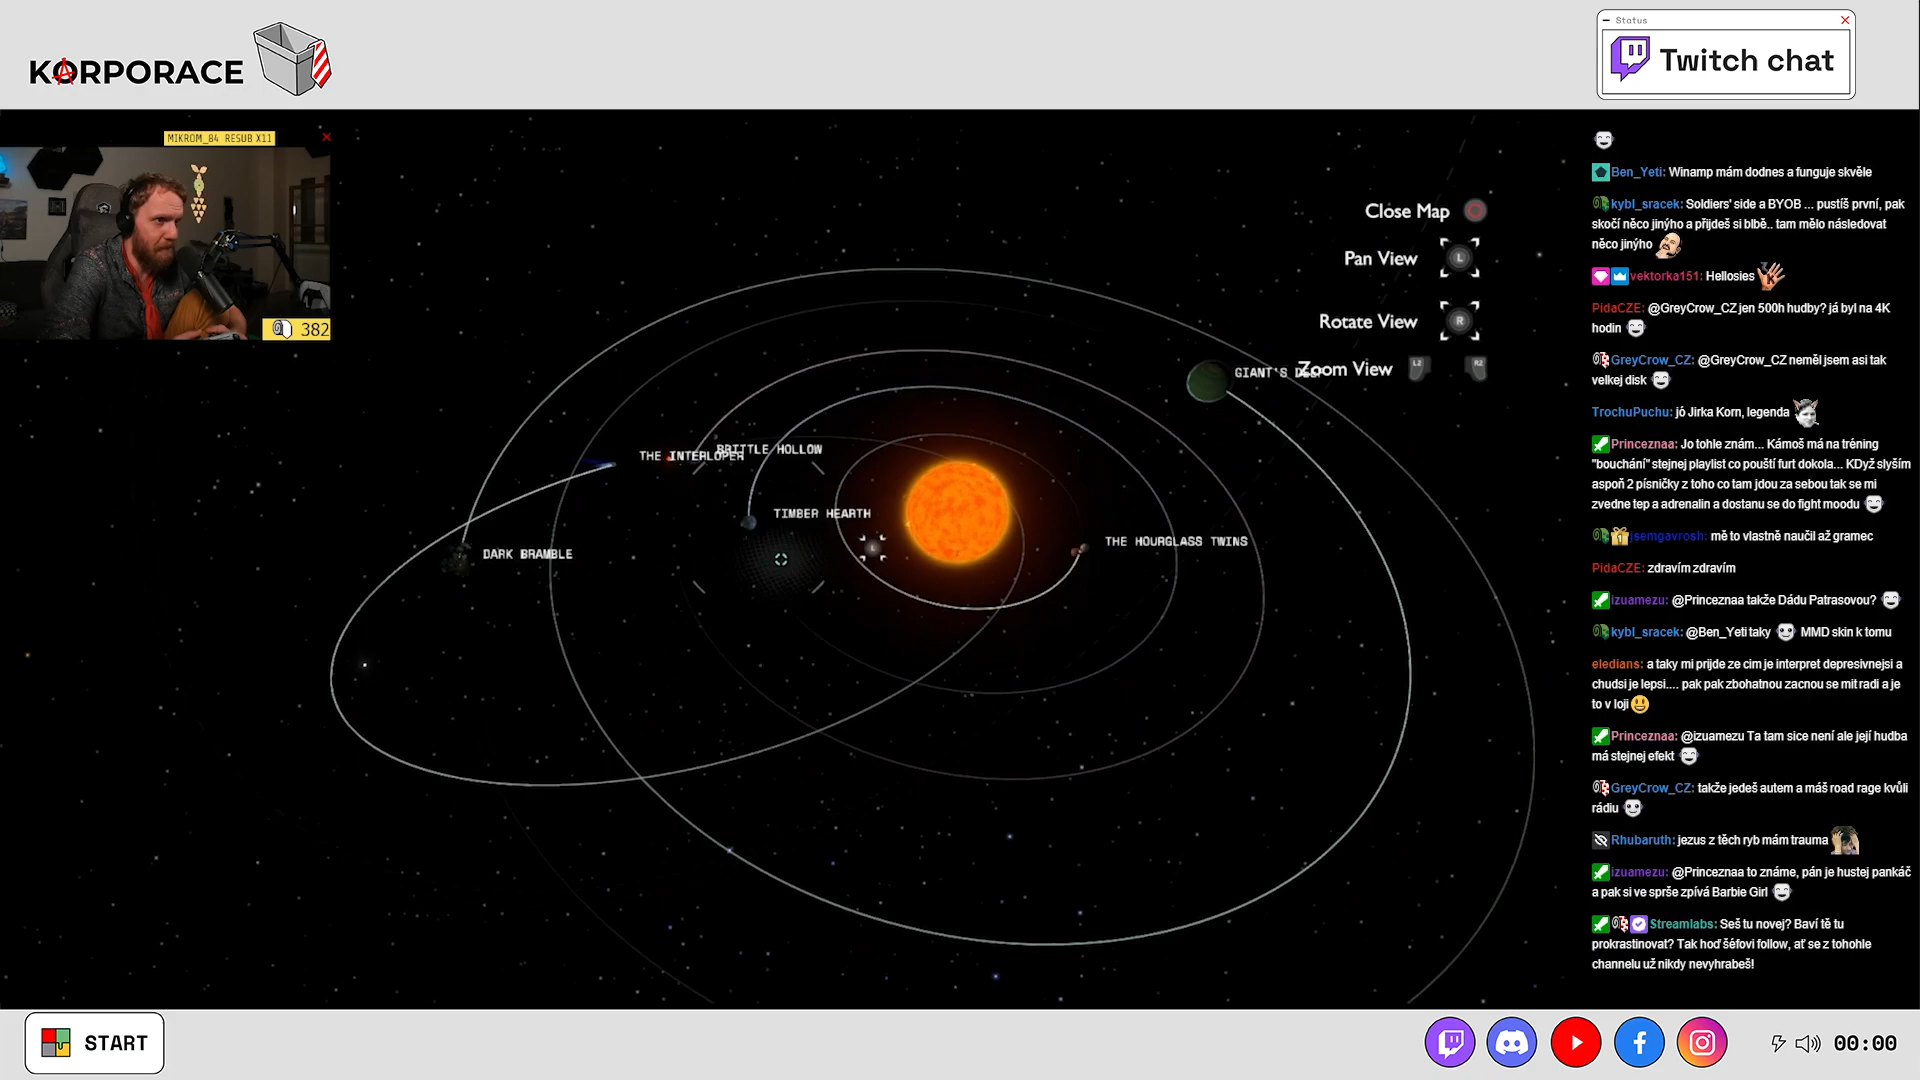 KORPORACE
Status
Twitch chat
MIKROM_84 RESUB X11
382
Close Map
Pan View
L
Rotate View
R
Zoom View
L2
R2
GIANT'S
THE INTERLOPER
BRITTLE HOLLOW
TIMBER HEARTH
L
DARK BRAMBLE
THE HOURGLASS TWINS
Ben_Yeti: Winamp mám dodnes a funguje skvěle
kybl_sracek: Soldiers' side a BYOB ... pustíš první, pak
skočí něco jinýho a přijdeš si blbě.. tam mělo následovat
něco jinýho
vektorka151: Hellosies
PidaCZE: @GreyCrow_CZ jen 500h hudby? já byl na 4K
hodin
GreyCrow_CZ: @GreyCrow_CZ neměl jsem asi tak
velkej disk
TrochuPuchu: jó Jirka Korn, legenda
Princeznaa: Jo tohle znám... Kámoš má na tréning
"bouchání" stejnej playlist co pouští furt dokola... KDyž slyším
aspoň 2 písničky z toho co tam jdou za sebou tak se mi
zvedne tep a adrenalin a dostanu se do fight moodu
jsemgavrosh: mě to vlastně naučil až gramec
PidaCZE: zdravím zdravím
izuamezu: @Princeznaa takže Dádu Patrasovou?
kybl_sracek: @Ben_Yeti taky MMD skin k tomu
eledians: a taky mi prijde ze cim je interpret depresivnejsi a
chudsi je lepsi.... pak pak zbohatnou zacnou se mit radi a je
to v loji
Princeznaa: @izuamezu Ta tam sice není ale její hudba
má stejnej efekt
GreyCrow_CZ: takže jedeš autem a máš road rage kvůli
rádiu
Rhubaruth: jezus z těch ryb mám trauma
izuamezu: @Princeznaa to známe, pán je hustej pankáč
a pak si ve sprše zpívá Barbie Girl
Streamlabs: Seš tu novej? Baví tě tu
prokrastinovat? Tak hoď šéfovi follow, ať se z tohohle
channelu už nikdy nevyhrabeš!
START
00:00